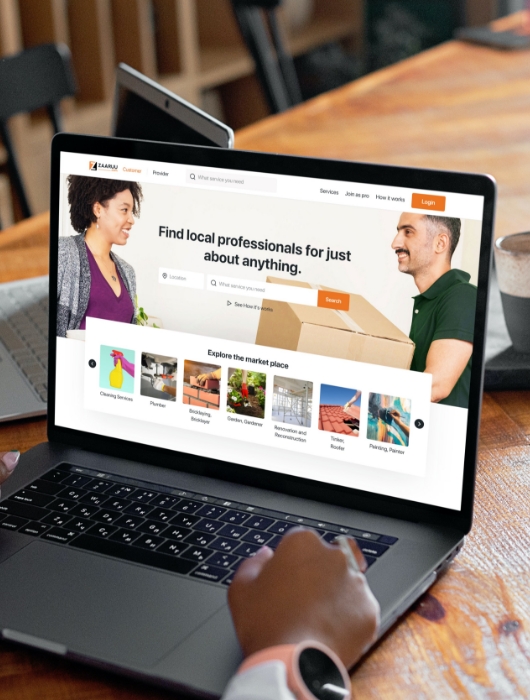 ZAARUU Customer Provider What service you need Services Join as pro How it works Login
Find local professionals for just
about anything.
Location What service you need Search
See How it's works
Explore the market place
Cleaning Services
Plumber
Bricklaying,
Bricklayer
Garden, Gardener
Renovation and
Reconstruction
Tinker,
Roofer
Painting, Painter